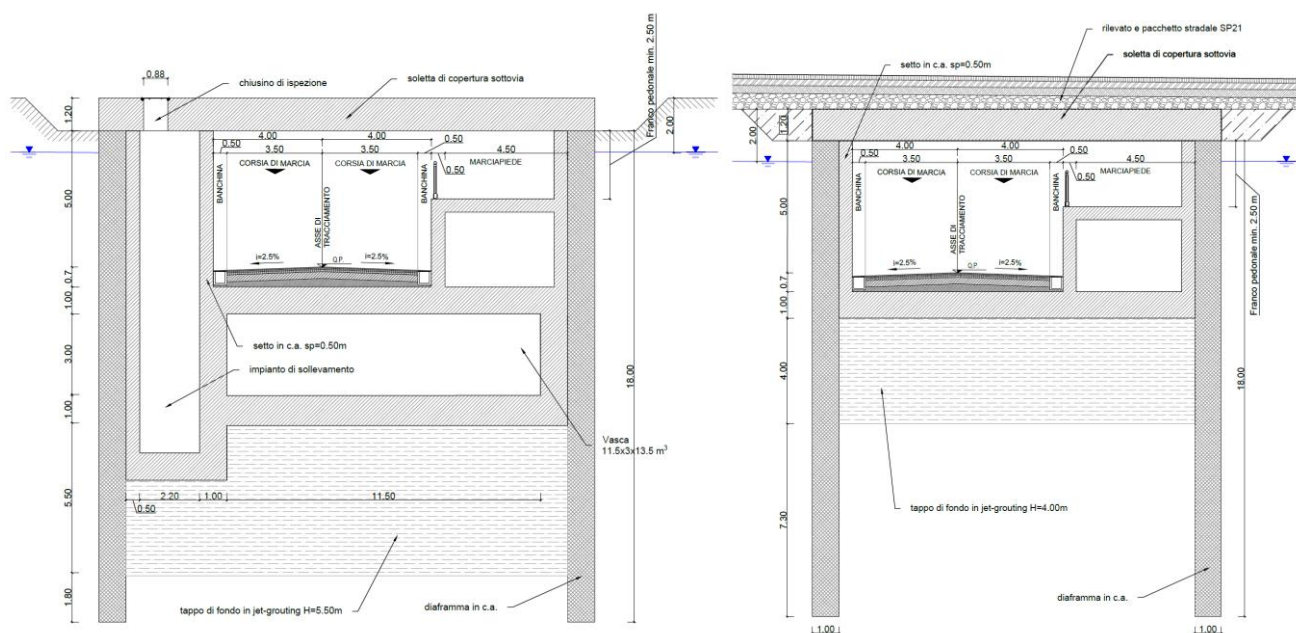 0.88
chiusino di ispezione
soletta di copertura sottovia
Franco pedonale min. 2.50 m
1.20
2.00
4.00
4.00
0.50
0.50
3.50
3.50
4.50
CORSIA DI MARCIA
CORSIA DI MARCIA
MARCIAPIEDE
0.50
BANCHINA
BANCHINA
5.00
ASSE DI
TRACCIAMENTO
i=2.5%
Q.P.
i=2.5%
0.7
1.00
setto in c.a. sp=0.50m
3.00
impianto di sollevamento
18.00
1.00
Vasca
11.5x3x13.5 m³
5.50
2.20
1.00
11.50
0.50
1.80
tappo di fondo in jet-grouting H=5.50m
diaframma in c.a.
rilevato e pacchetto stradale SP21
soletta di copertura sottovia
setto in c.a. sp=0.50m
1.20
2.00
4.00
4.00
0.50
0.50
3.50
3.50
4.50
CORSIA DI MARCIA
CORSIA DI MARCIA
MARCIAPIEDE
0.50
BANCHINA
BANCHINA
5.00
ASSE DI
TRACCIAMENTO
i=2.5%
Q.P.
i=2.5%
Franco pedonale min. 2.50 m
0.7
1.00
4.00
18.00
tappo di fondo in jet-grouting H=4.00m
7.30
diaframma in c.a.
1.00
1.00